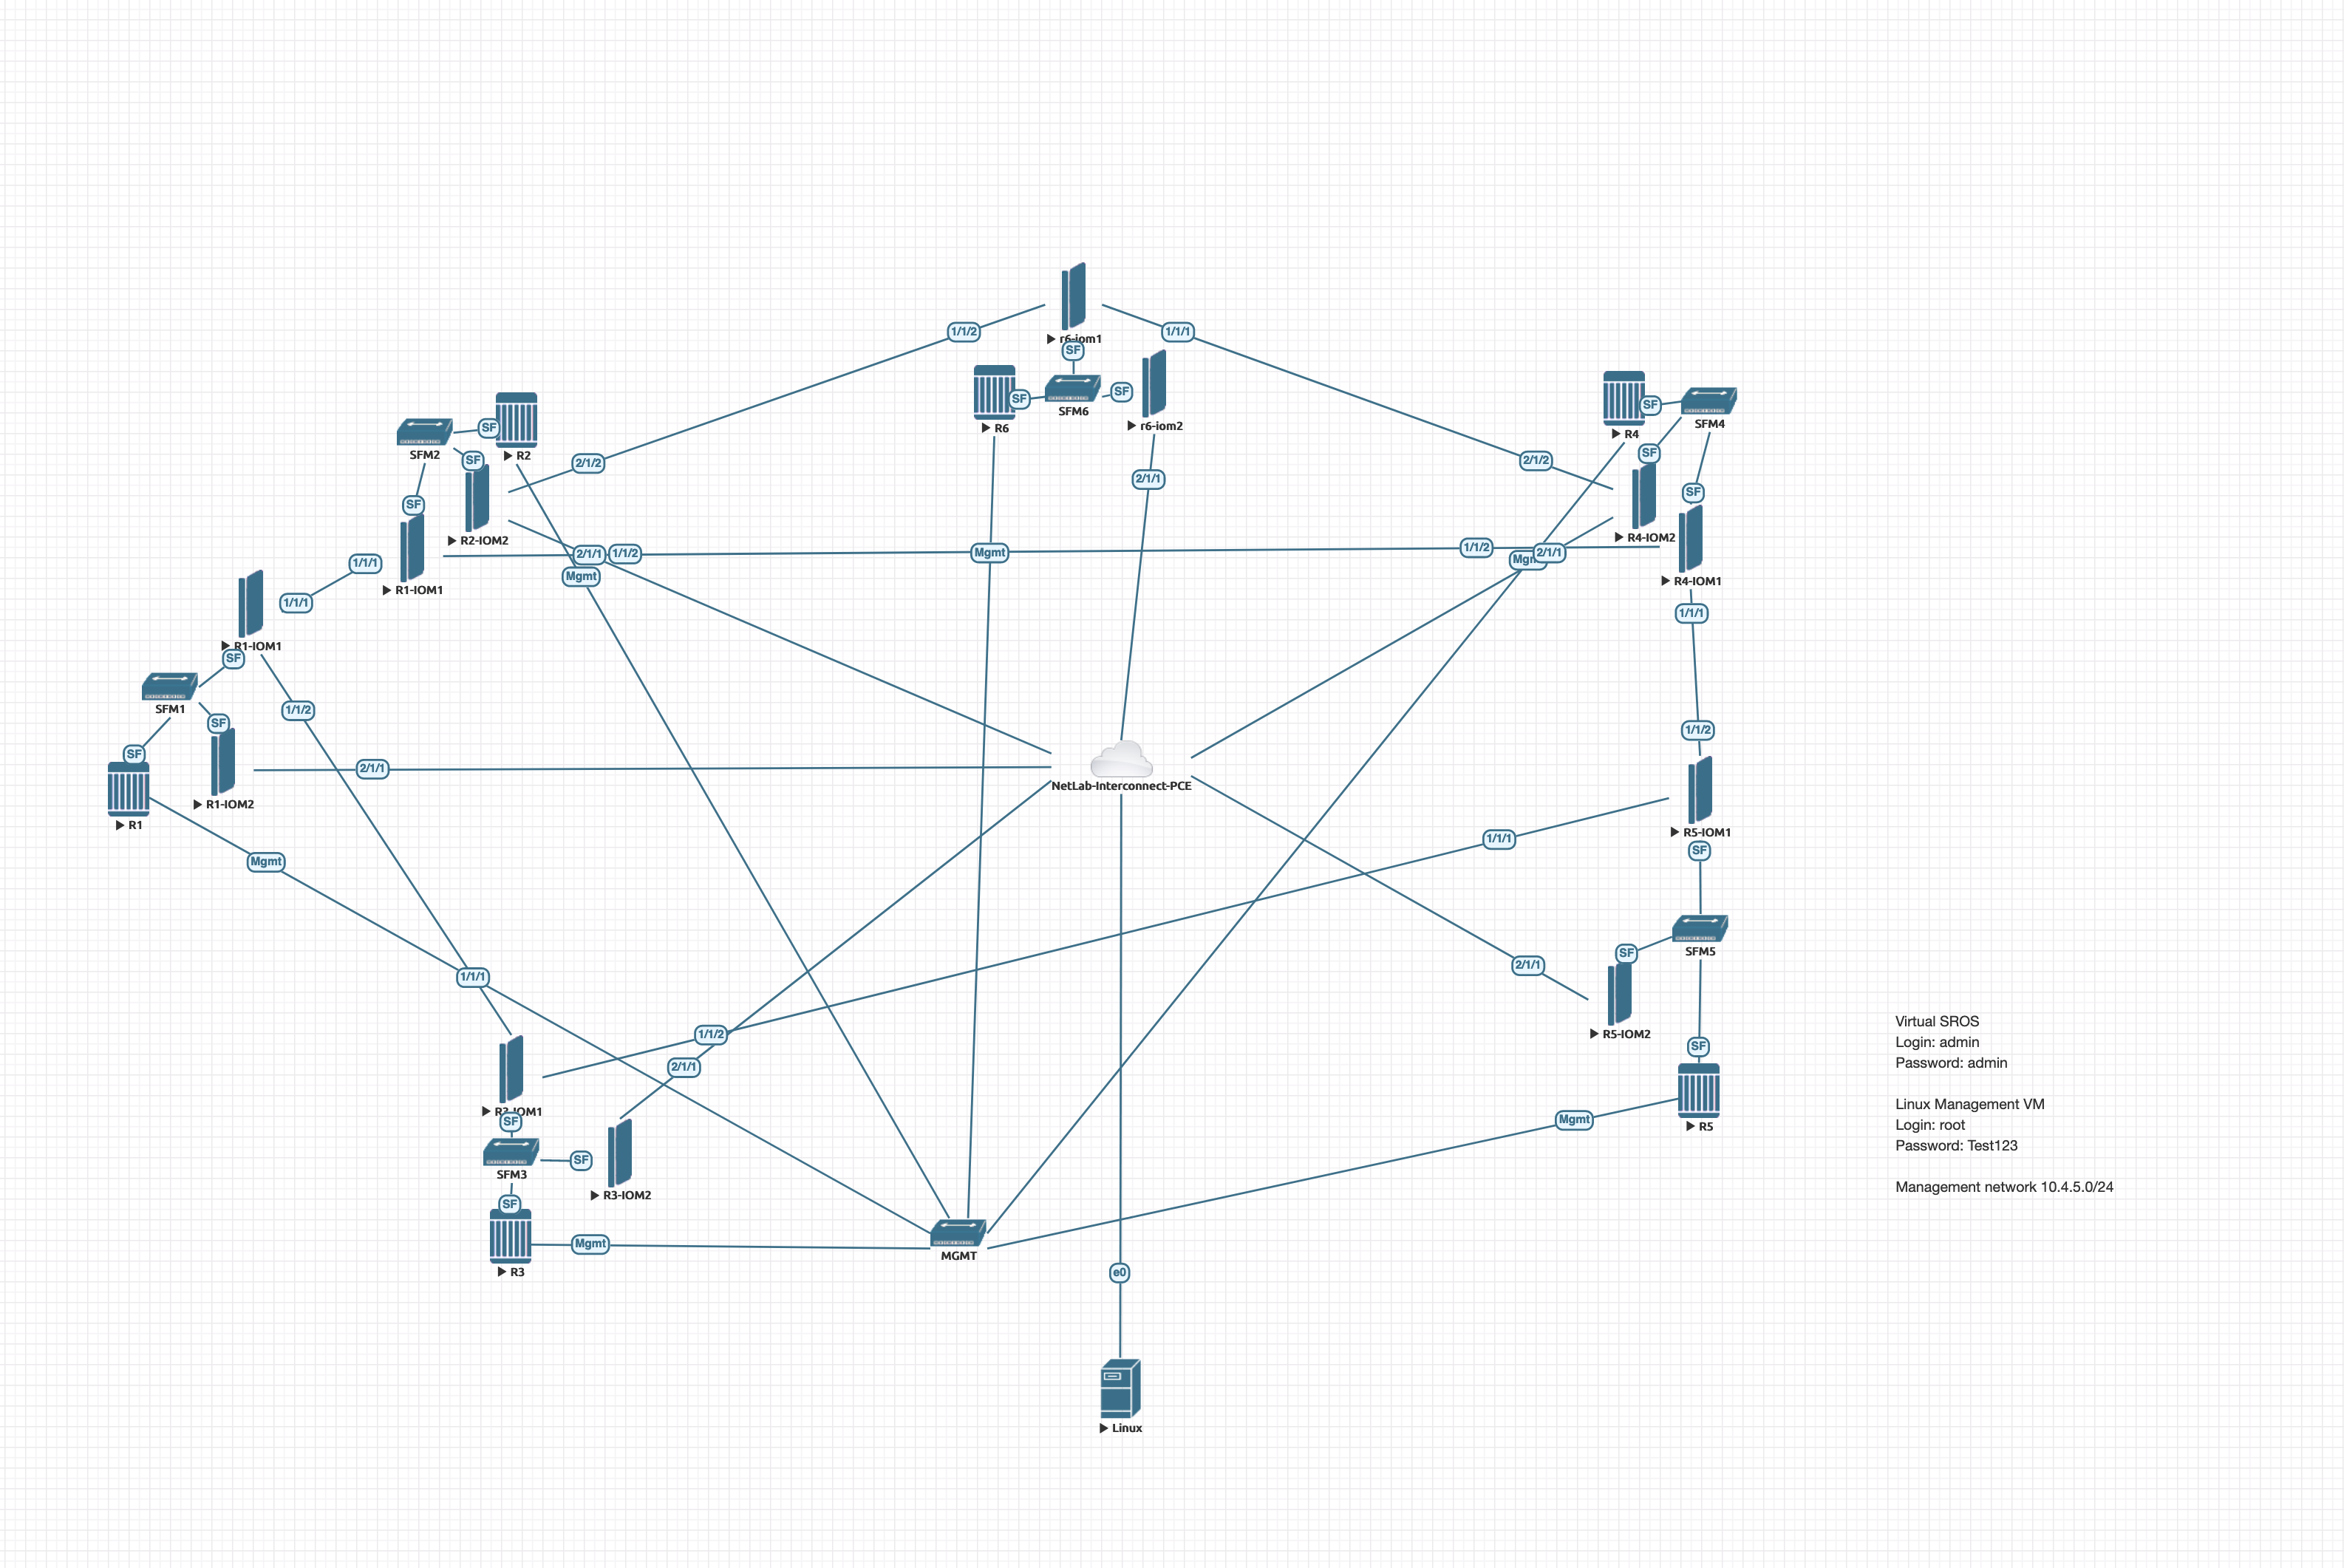 1/1/2
r6-iom1
1/1/1
SF
R6
SF
SFM6
SF
r6-iom2
SFM2
SF
R2
SF
SF
R2-IOM2
2/1/2
R1-IOM1
1/1/1
1/1/1
R1-IOM1
SF
2/1/1
1/1/2
Mgmt
Mgmt
2/1/1
1/1/2
2/1/2
R4
SF
SFM4
SF
SF
R4-IOM2
2/1/1
R4-IOM1
1/1/1
1/1/2
SFM1
SF
SF
R1
R1-IOM2
1/1/2
2/1/1
Mgmt
NetLab-Interconnect-PCE
R5-IOM1
1/1/1
SF
SFM5
SF
2/1/1
R5-IOM2
SF
R5
Mgmt
1/1/1
1/1/2
2/1/1
SF
SFM3
SF
R3-IOM2
SF
R3
Mgmt
MGMT
e0
Linux
Virtual SROS
Login: admin
Password: admin
Linux Management VM
Login: root
Password: Test123
Management network 10.4.5.0/24